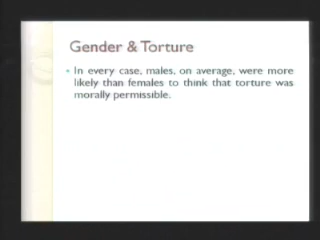 Gender & Torture
In every case, males, on average, were more
likely than females to think that torture was
morally permissible.